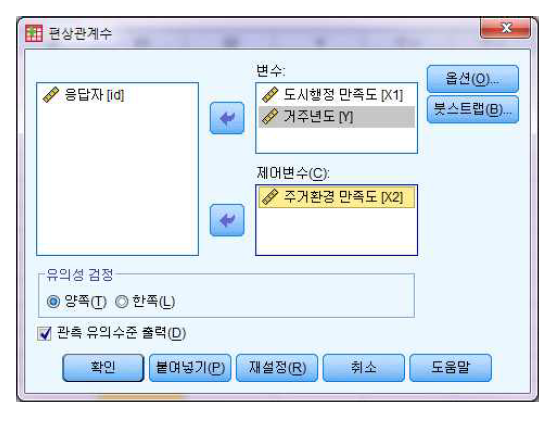 편상관계수
변수:
응답자 [id]
도시행정 만족도 [X1]
거주년도 [Y]
옵션(O)...
붓스트랩(B)...
제어변수(C):
주거환경 만족도 [X2]
유의성 검정
양쪽(T) 한쪽(L)
관측 유의수준 출력(D)
확인 붙여넣기(P) 재설정(R) 취소 도움말